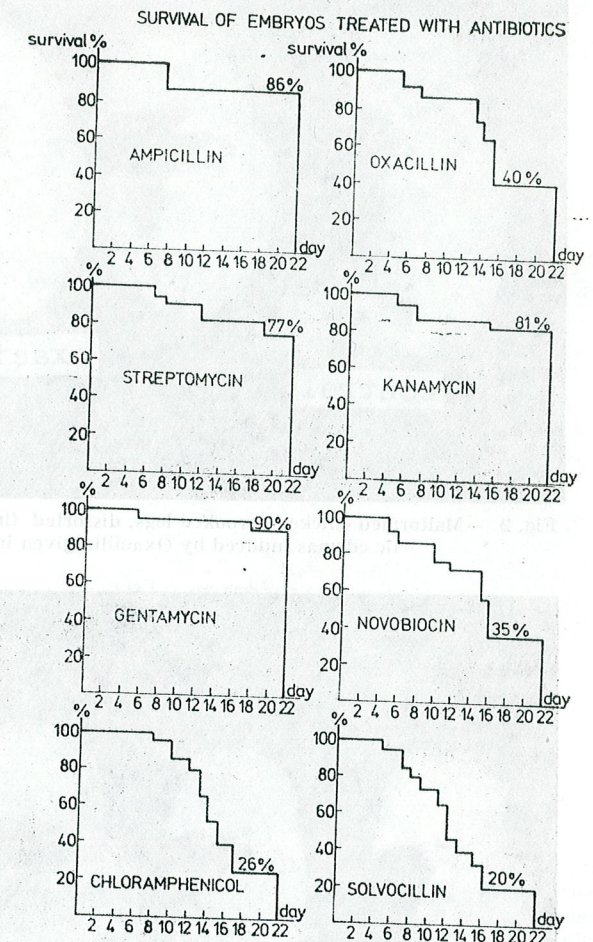 SURVIVAL OF EMBRYOS TREATED WITH ANTIBIOTICS
survival %
100
80
60
40
20
86%
AMPICILLIN
day
2 4 6 8 10 12 14 16 18 20 22
survival %
100
80
60
40
20
OXACILLIN
40%
day
2 4 6 8 10 12 14 16 18 20 22
%
100
80
60
40
20
77%
STREPTOMYCIN
day
2 4 6 8 10 12 14 16 18 20 22
%
100
80
60
40
20
81%
KANAMYCIN
day
2 4 6 8 10 12 14 16 18 20 22
%
100
80
60
40
20
90%
GENTAMYCIN
day
2 4 6 8 10 12 14 16 18 20 22
%
100
80
60
40
20
NOVOBIOCIN
35%
day
2 4 6 8 10 12 14 16 18 20 22
%
100
80
60
40
20
26%
CHLORAMPHENICOL
day
2 4 6 8 10 12 14 16 18 20 22
%
100
80
60
40
20
20%
SOLVOCILLIN
day
2 4 6 8 10 12 14 16 18 20 22